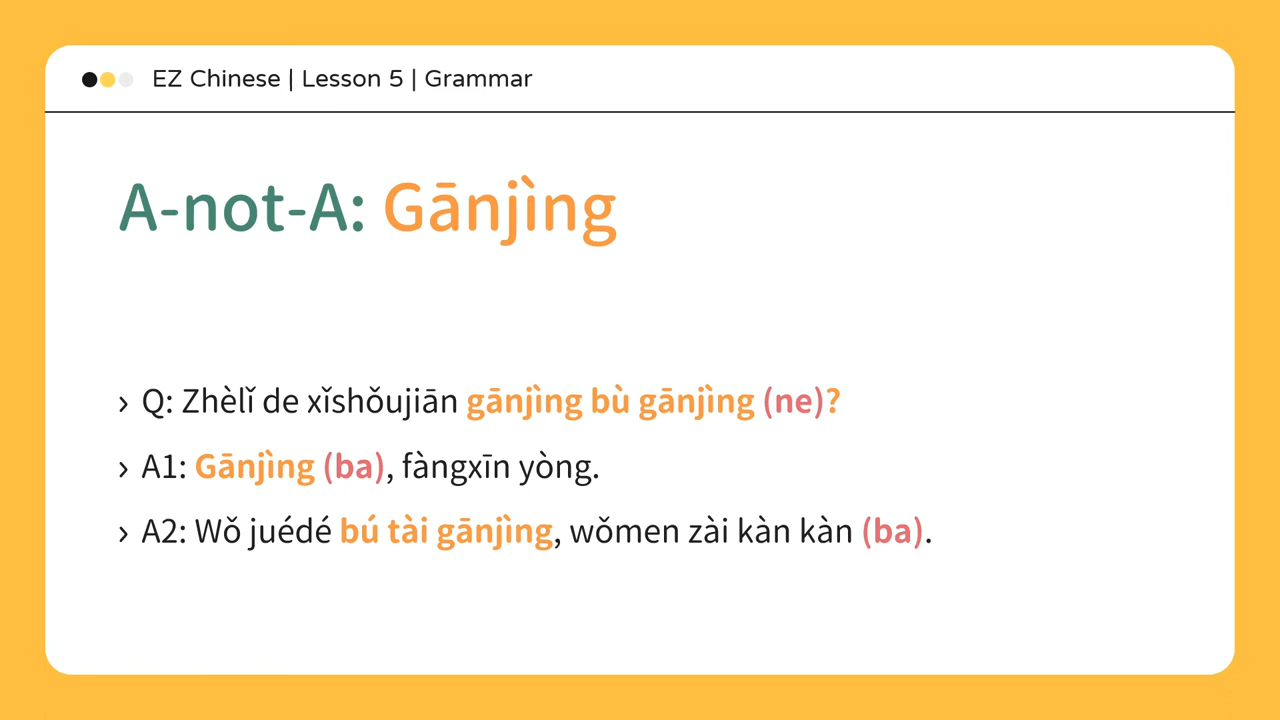 EZ Chinese | Lesson 5 | Grammar
A-not-A: Gānjìng
› Q: Zhèlǐ de xǐshǒujiān gānjìng bù gānjìng (ne)?
› A1: Gānjìng (ba), fàngxīn yòng.
› A2: Wǒ juédé bú tài gānjìng, wǒmen zài kàn kàn (ba).